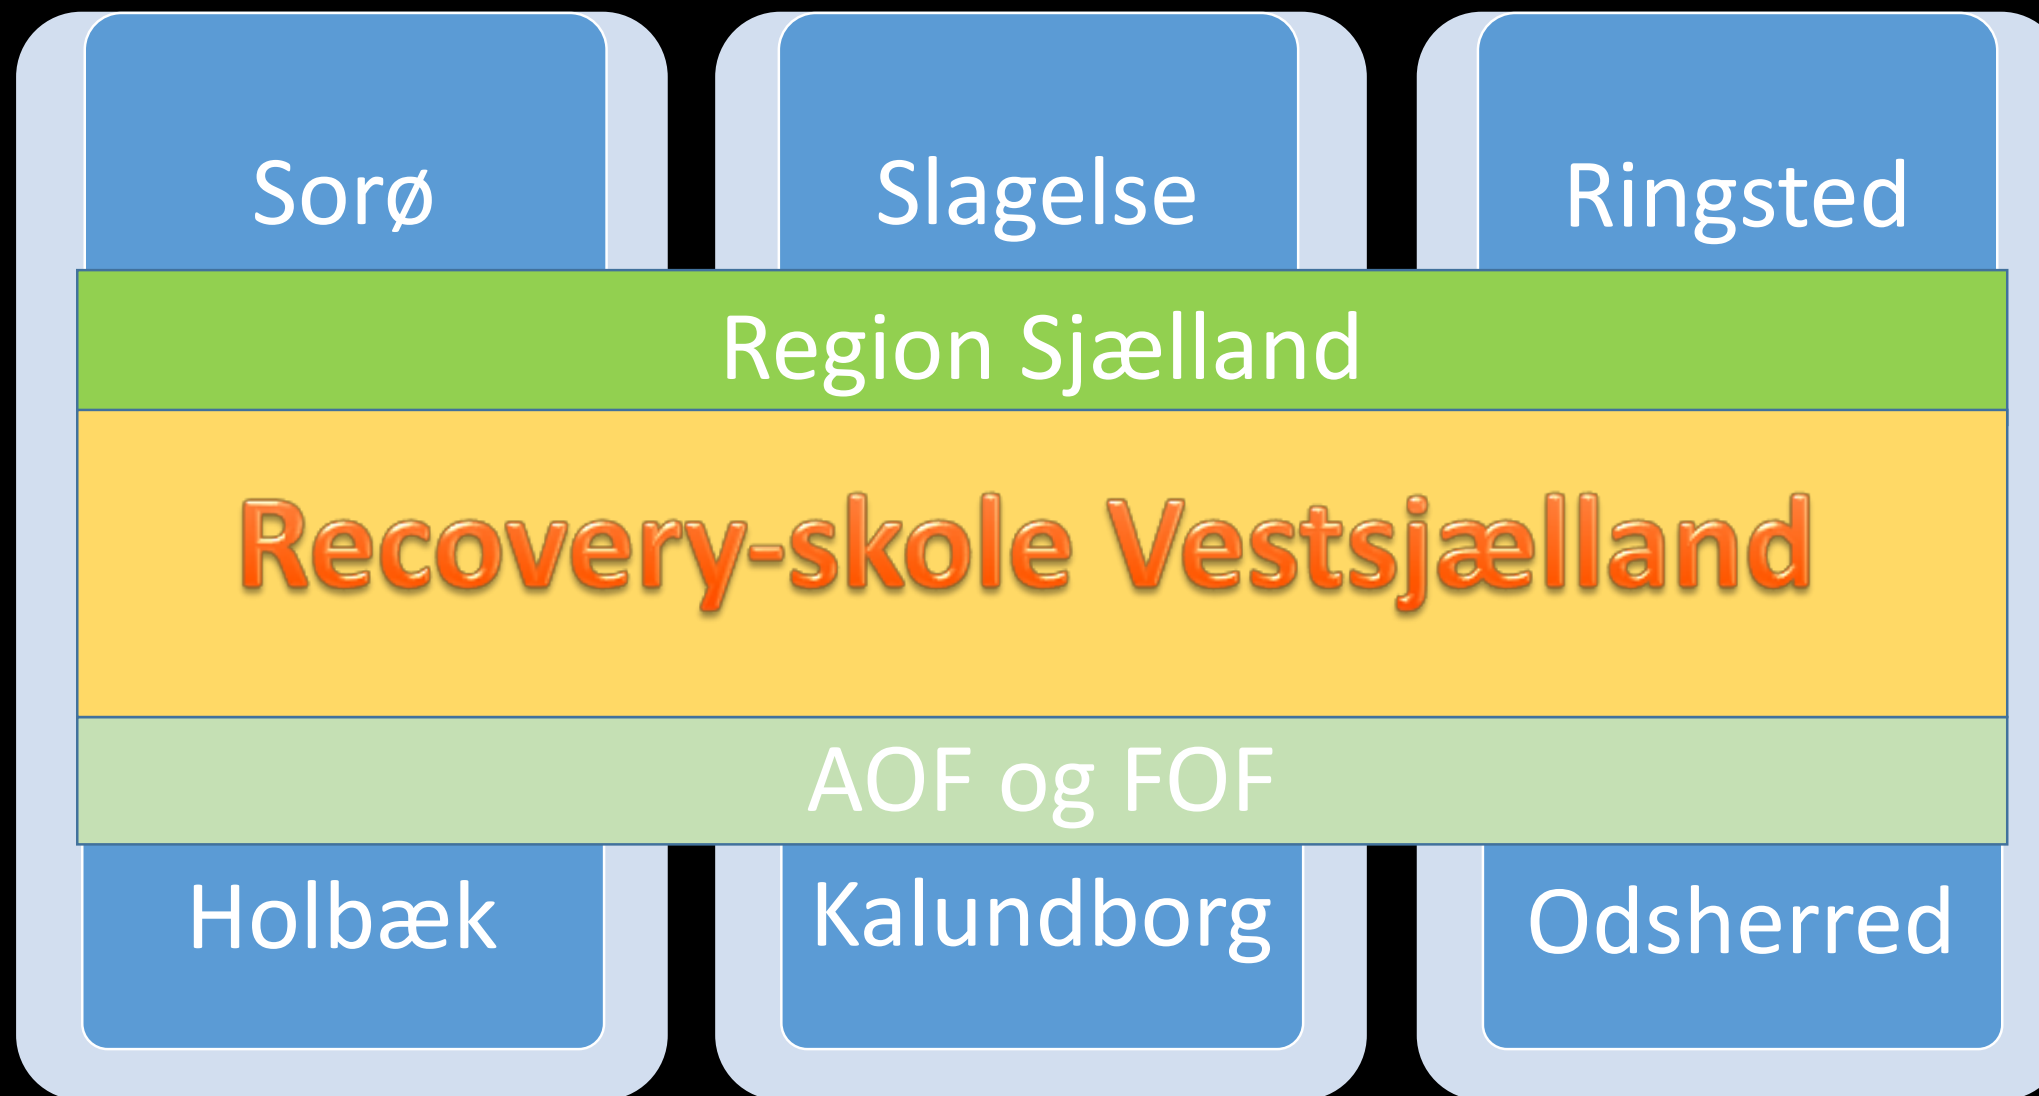 Sorø
Slagelse
Ringsted
Region Sjælland
Recovery-skole Vestsjælland
AOF og FOF
Holbæk
Kalundborg
Odsherred